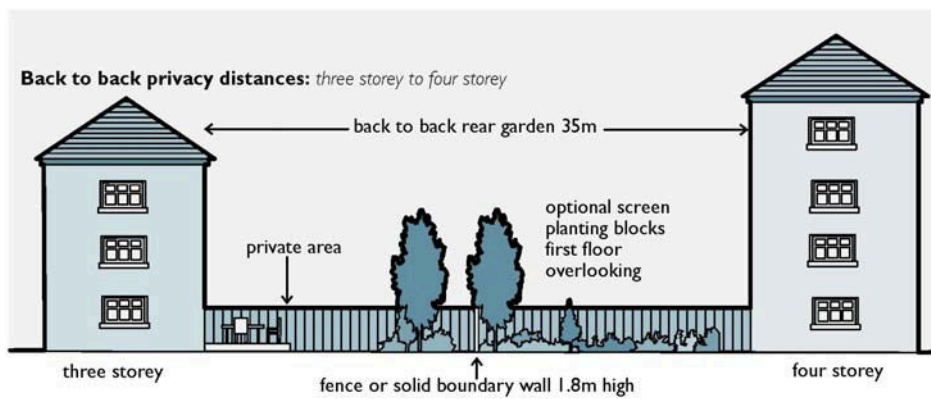 Back to back privacy distances: three storey to four storey
back to back rear garden 35m
optional screen
planting blocks
first floor
overlooking
private area
three storey
four storey
fence or solid boundary wall 1.8m high